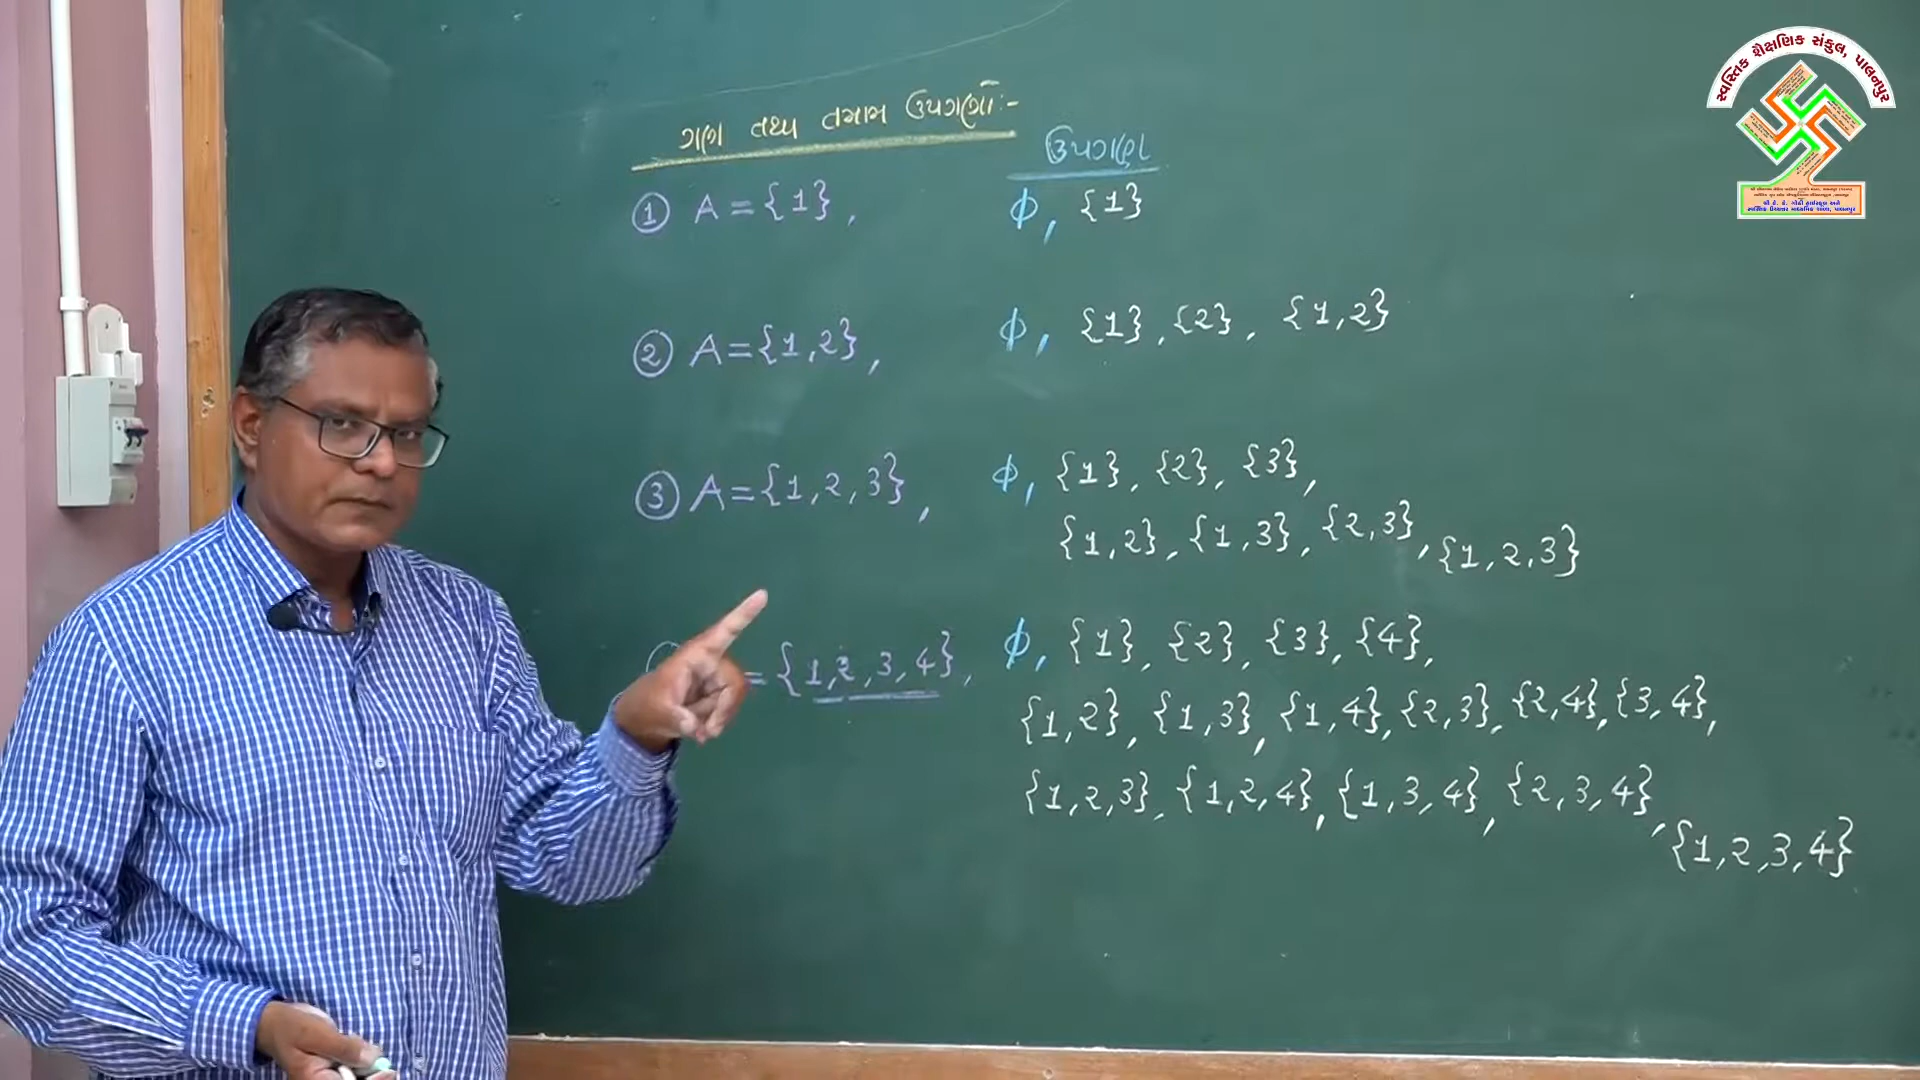 સ્વસ્તિક શૈક્ષણિક સંકુલ, પાલનપુર
ગણ તથા તમામ ઉપગણો :-
ઉપગણ
① A = {1} ,
ϕ, {1}
② A = {1,2} ,
ϕ, {1}, {2}, {1,2}
③ A = {1,2,3} ,
ϕ, {1}, {2}, {3},
{1,2}, {1,3}, {2,3}, {1,2,3}
= {1,2,3,4} ,
ϕ, {1}, {2}, {3}, {4},
{1,2}, {1,3}, {1,4}, {2,3}, {2,4}, {3,4},
{1,2,3}, {1,2,4}, {1,3,4}, {2,3,4},
{1,2,3,4}